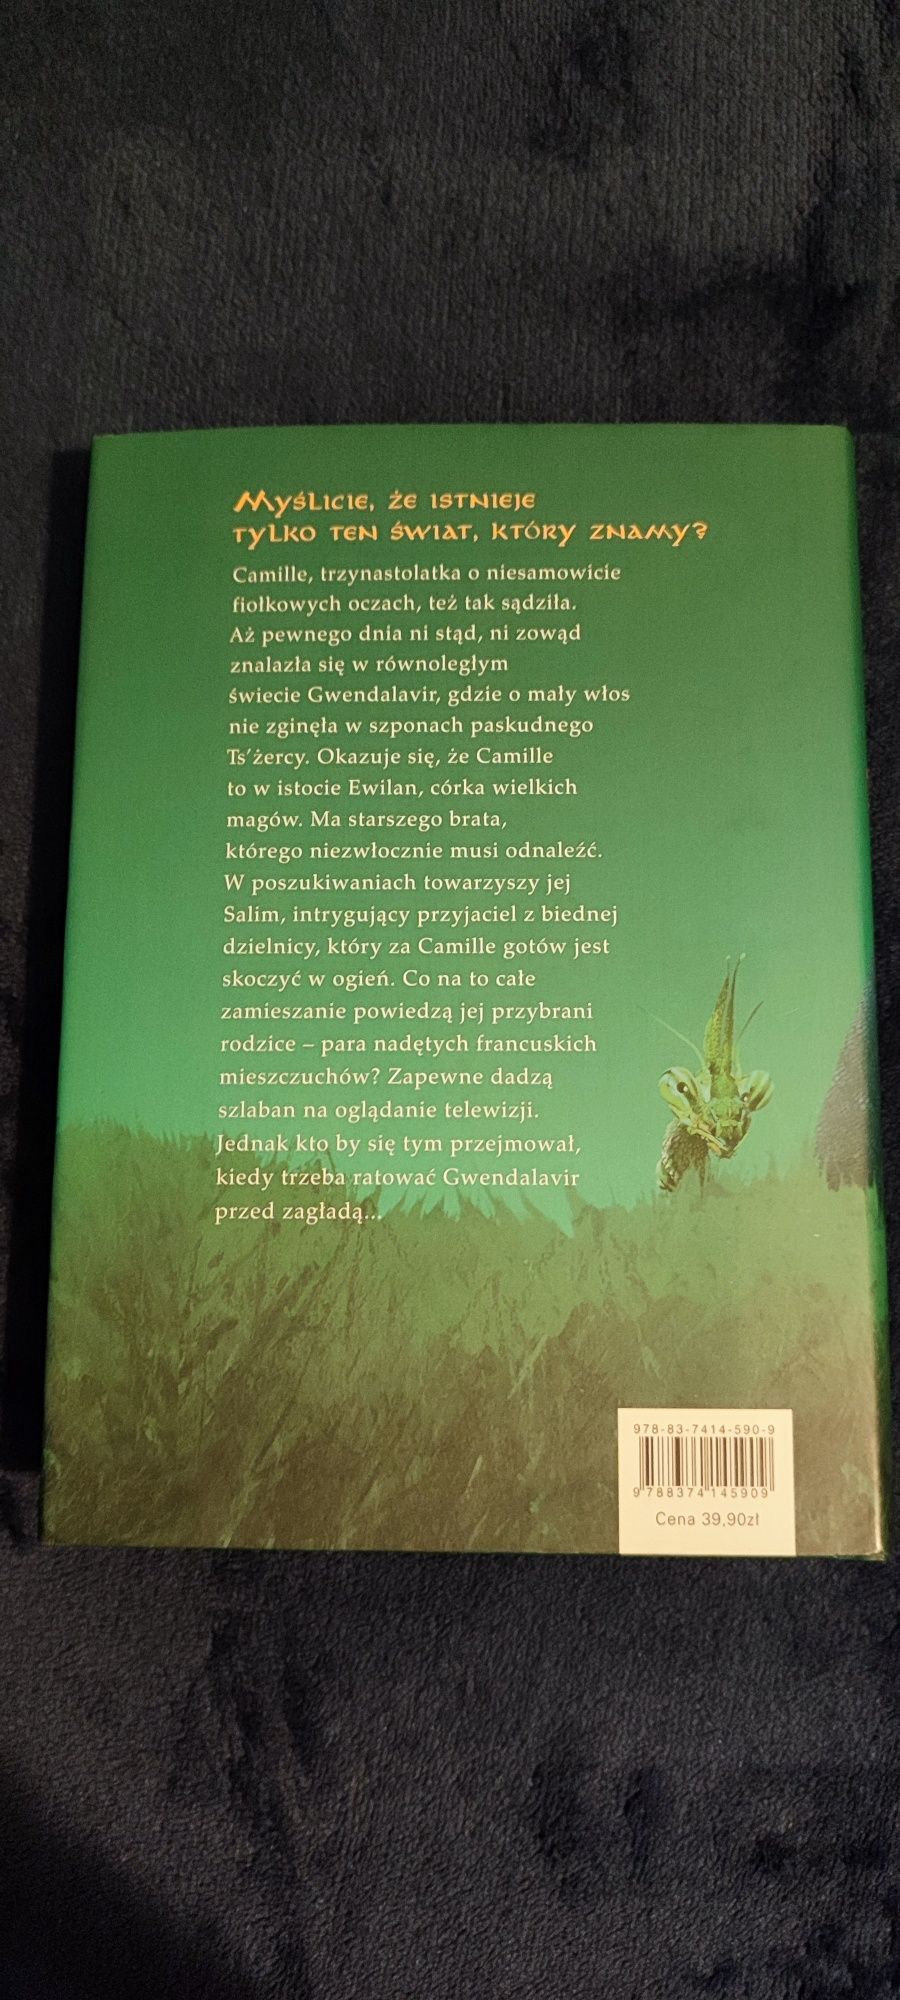 Myślicie, że istnieje
tylko ten świat, który znamy?
Camille, trzynastolatka o niesamowicie
fiołkowych oczach, też tak sądziła.
Aż pewnego dnia ni stąd, ni zowąd
znalazła się w równoległym
świecie Gwendalavir, gdzie o mały włos
nie zginęła w szponach paskudnego
Ts'żercy. Okazuje się, że Camille
to w istocie Ewilan, córka wielkich
magów. Ma starszego brata,
którego niezwłocznie musi odnaleźć.
W poszukiwaniach towarzyszy jej
Salim, intrygujący przyjaciel z biednej
dzielnicy, który za Camille gotów jest
skoczyć w ogień. Co na to całe
zamieszanie powiedzą jej przybrani
rodzice – para nadętych francuskich
mieszczuchów? Zapewne dadzą
szlaban na oglądanie telewizji.
Jednak kto by się tym przejmował,
kiedy trzeba ratować Gwendalavir
przed zagładą...
978-83-7414-590-9
9 788374 145909
Cena 39,90zł